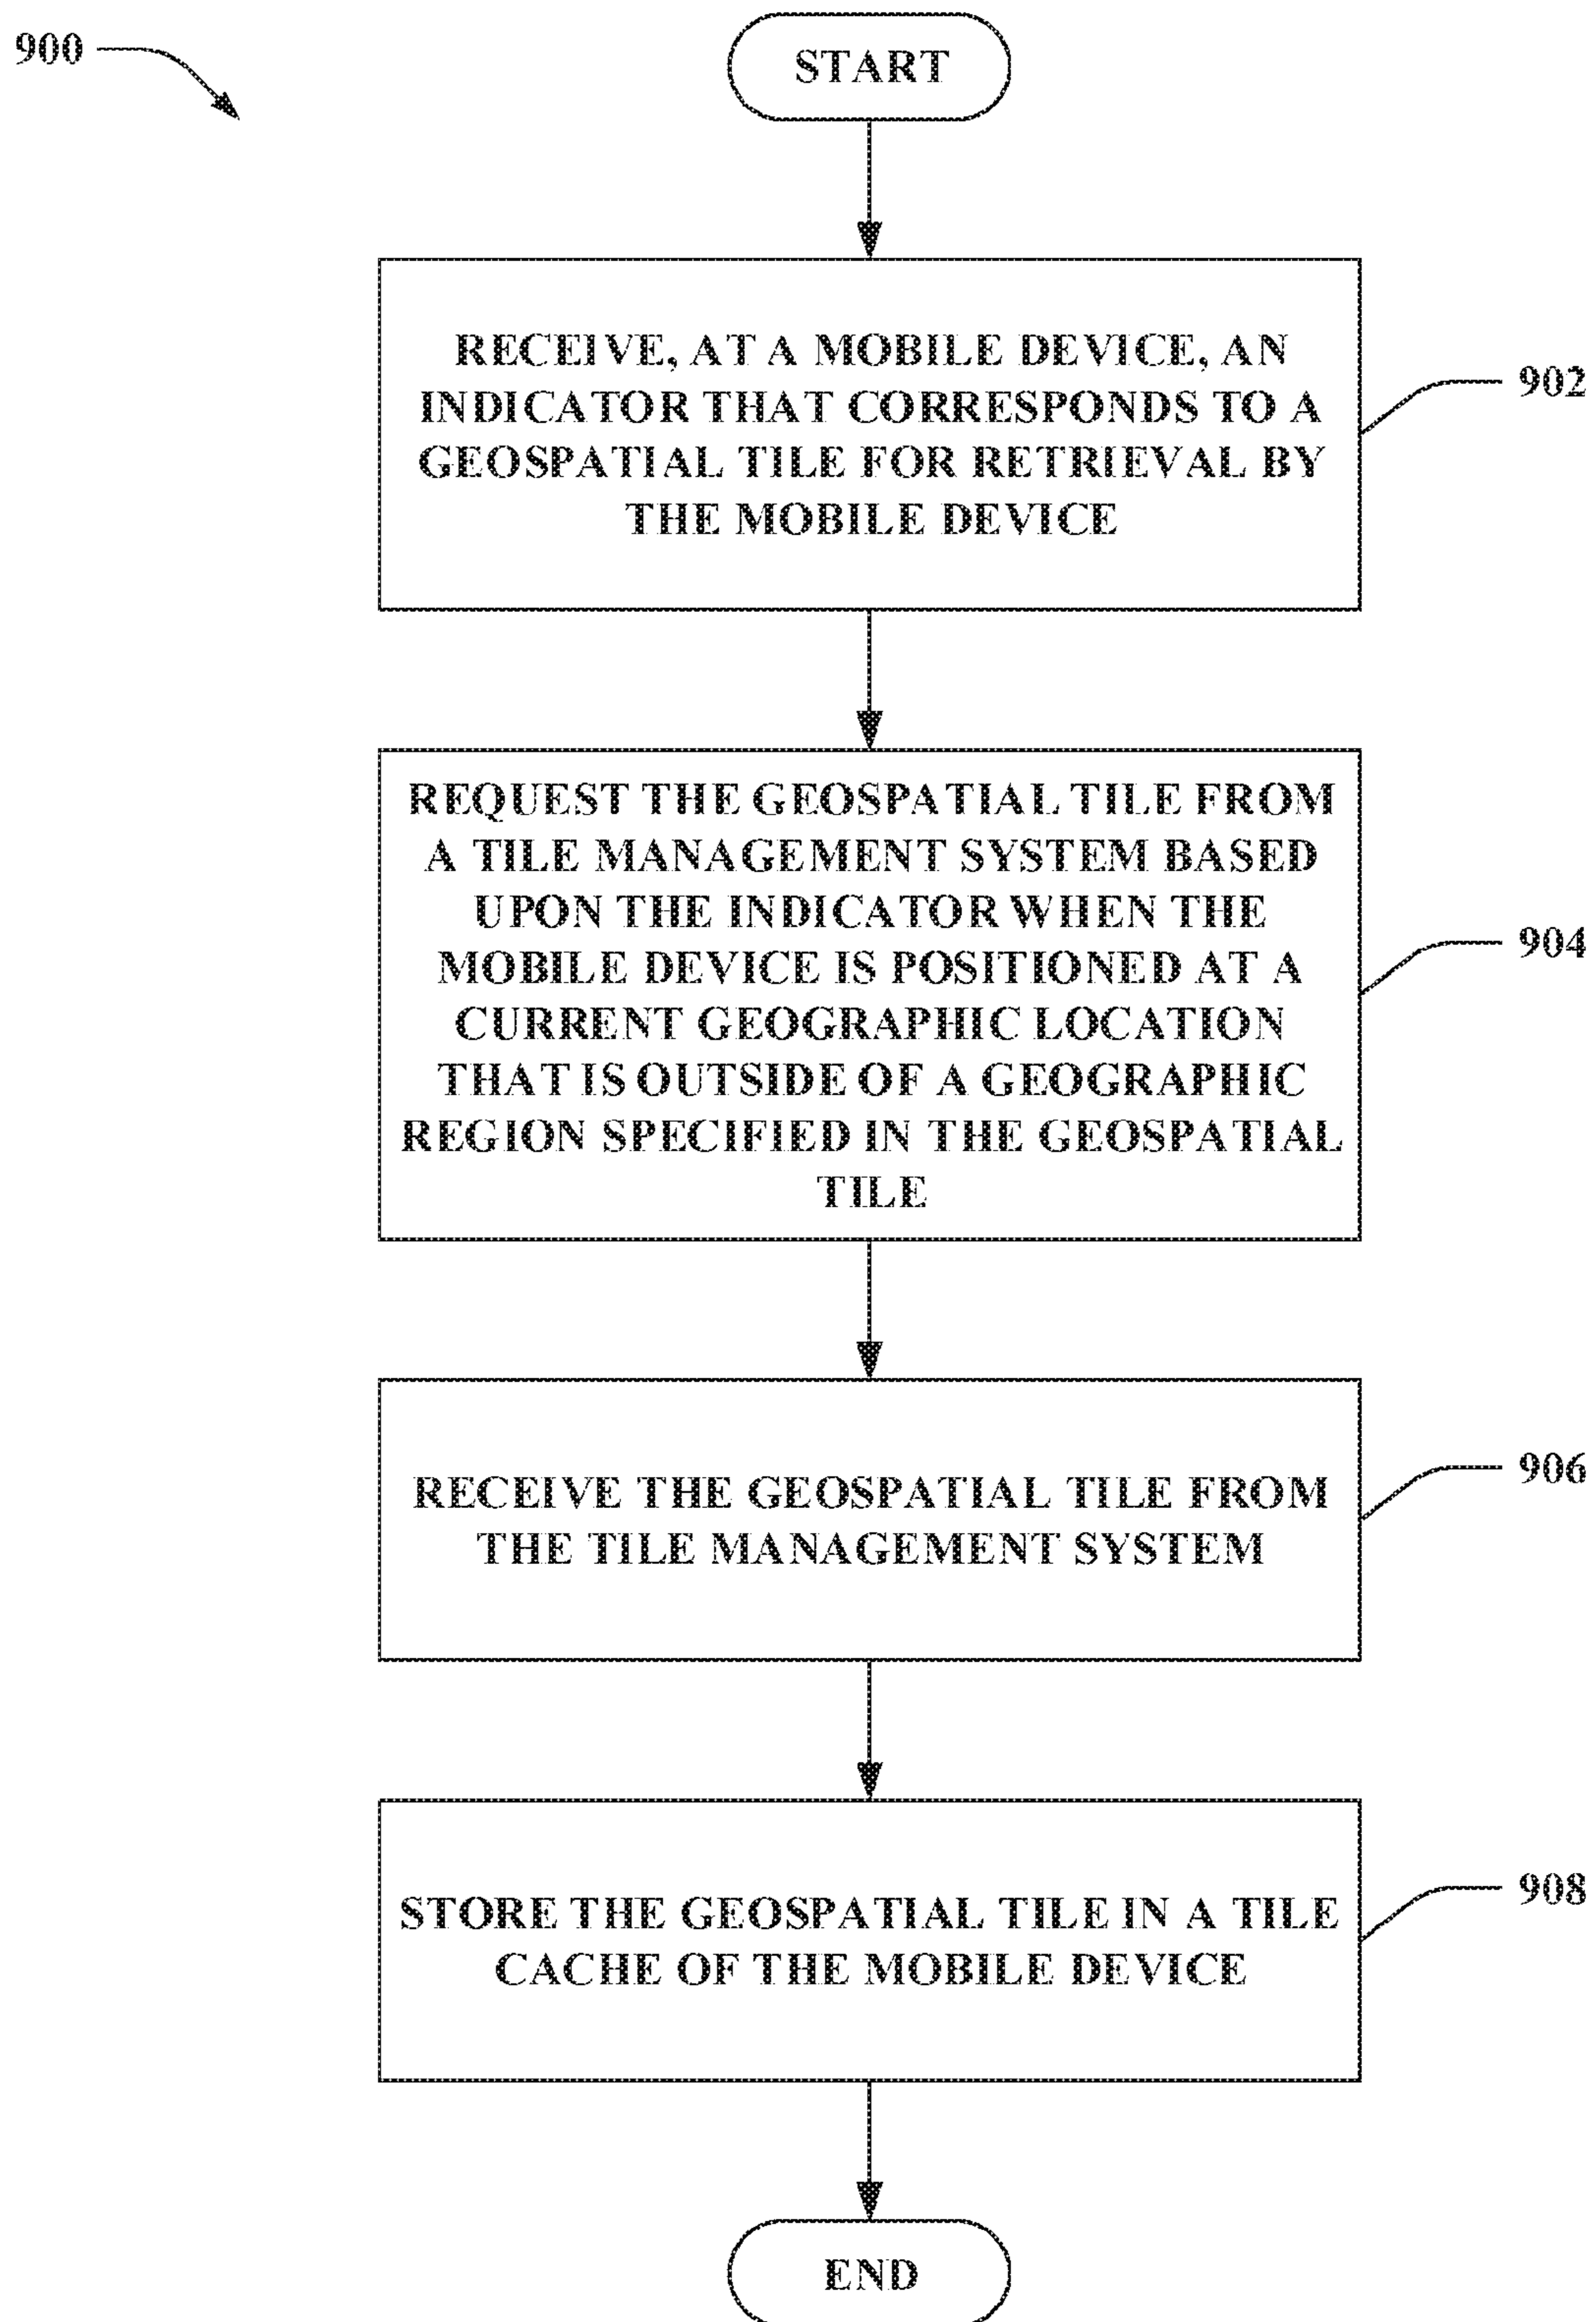 900
START
RECEIVE, AT A MOBILE DEVICE, AN
INDICATOR THAT CORRESPONDS TO A
GEOSPATIAL TILE FOR RETRIEVAL BY
THE MOBILE DEVICE
902
REQUEST THE GEOSPATIAL TILE FROM
A TILE MANAGEMENT SYSTEM BASED
UPON THE INDICATOR WHEN THE
MOBILE DEVICE IS POSITIONED AT A
CURRENT GEOGRAPHIC LOCATION
THAT IS OUTSIDE OF A GEOGRAPHIC
REGION SPECIFIED IN THE GEOSPATIAL
TILE
904
RECEIVE THE GEOSPATIAL TILE FROM
THE TILE MANAGEMENT SYSTEM
906
STORE THE GEOSPATIAL TILE IN A TILE
CACHE OF THE MOBILE DEVICE
908
END